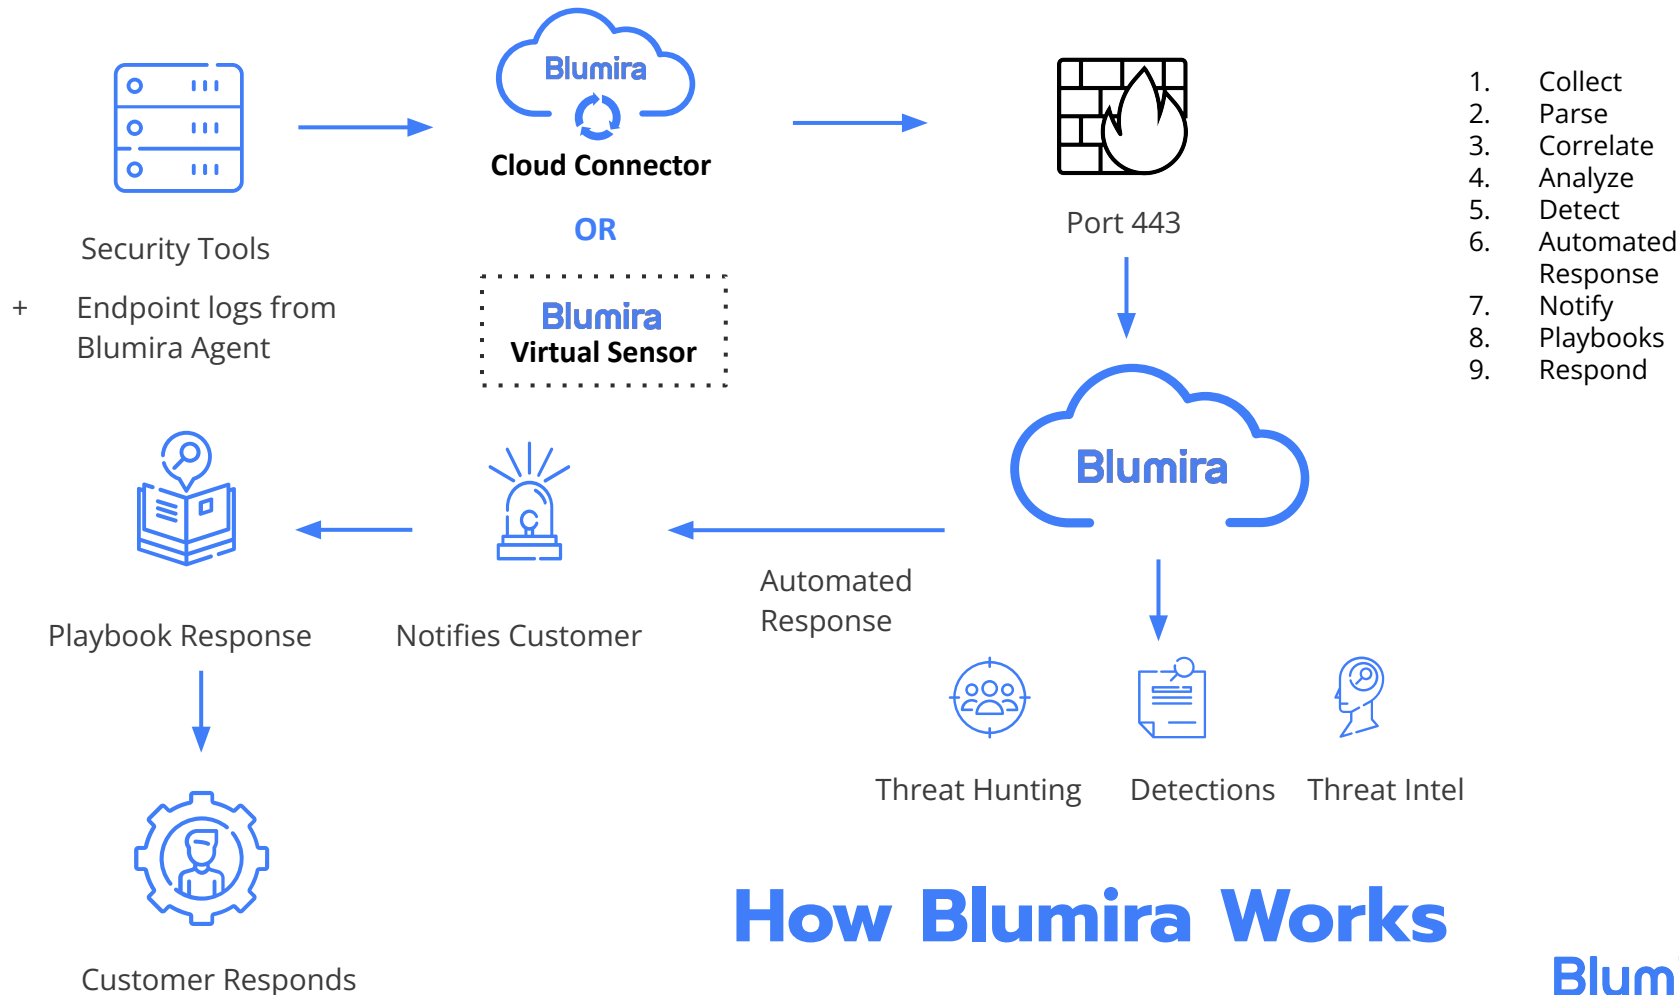 Blumira
Cloud Connector
OR
Blumira
Virtual Sensor
Security Tools
+ Endpoint logs from
Blumira Agent
Port 443
1. Collect
2. Parse
3. Correlate
4. Analyze
5. Detect
6. Automated
Response
7. Notify
8. Playbooks
9. Respond
Blumira
Automated
Response
Notifies Customer
Playbook Response
Customer Responds
Threat Hunting
Detections
Threat Intel
How Blumira Works